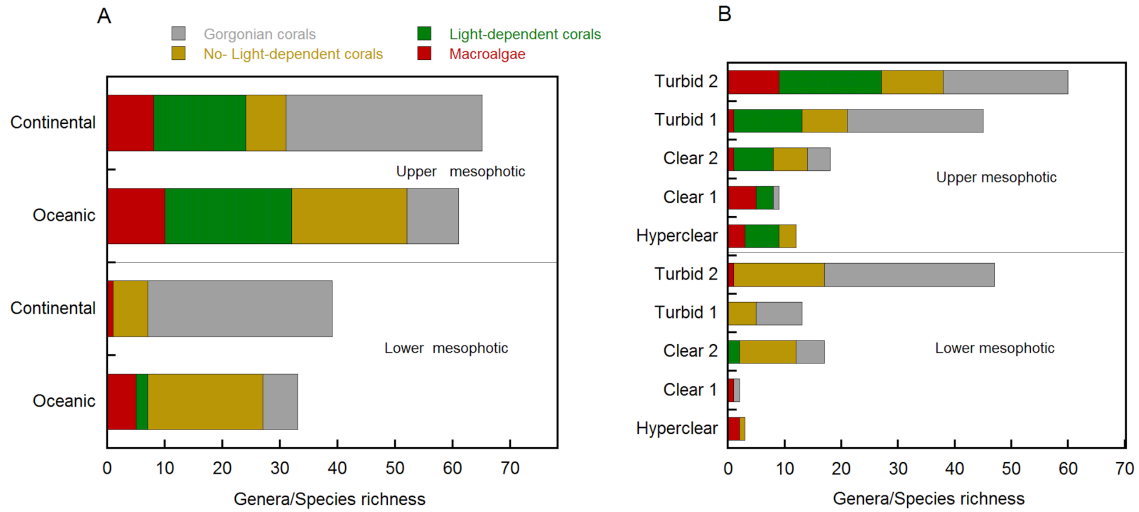 A
Gorgonian corals
Light-dependent corals
No- Light-dependent corals
Macroalgae
Continental
Upper mesophotic
Oceanic
Continental
Lower mesophotic
Oceanic
0 10 20 30 40 50 60 70
Genera/Species richness
B
Turbid 2
Turbid 1
Clear 2
Upper mesophotic
Clear 1
Hyperclear
Turbid 2
Turbid 1
Clear 2
Lower mesophotic
Clear 1
Hyperclear
0 10 20 30 40 50 60 70
Genera/Species richness